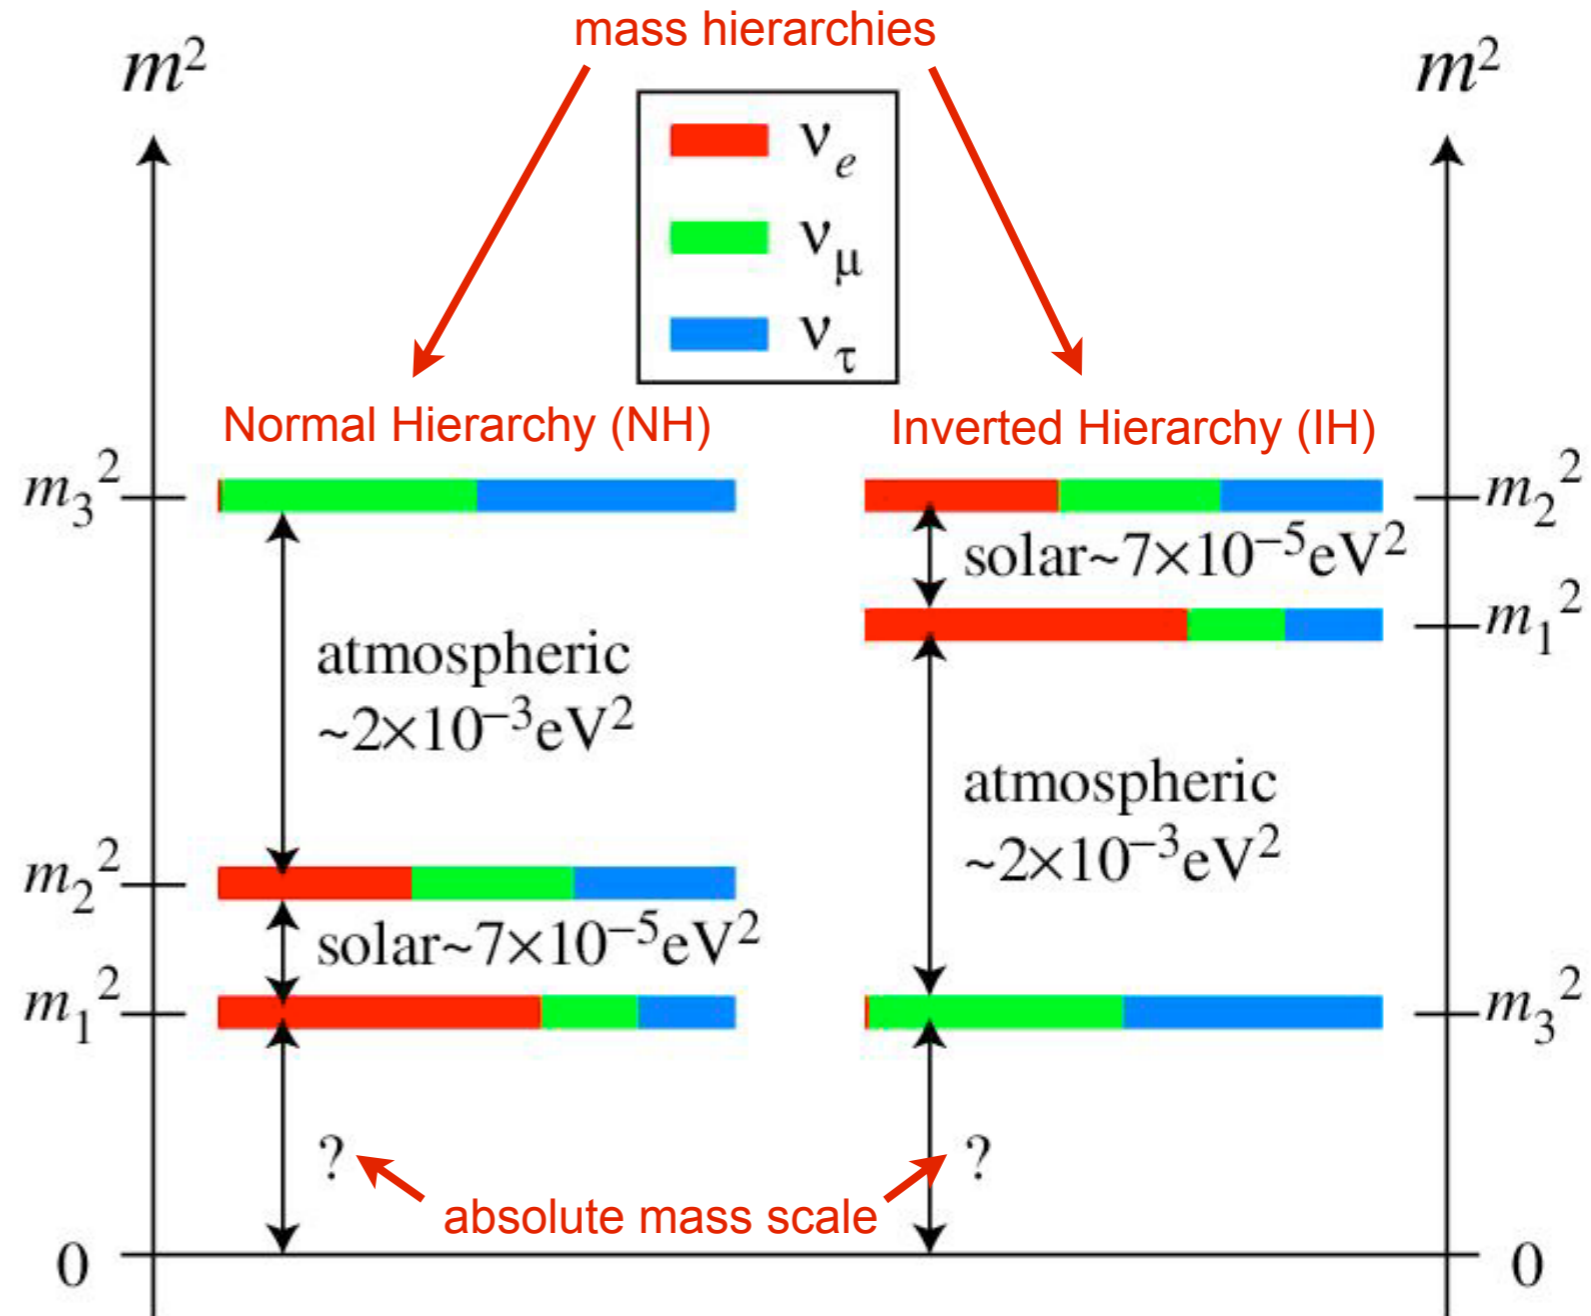 mass hierarchies
m²
m²
νe
νμ
ντ
Normal Hierarchy (NH)
Inverted Hierarchy (IH)
m₃²
m₂²
solar~7×10⁻⁵eV²
m₁²
atmospheric
~2×10⁻³eV²
atmospheric
~2×10⁻³eV²
m₂²
solar~7×10⁻⁵eV²
m₁²
m₃²
?
?
absolute mass scale
0
0